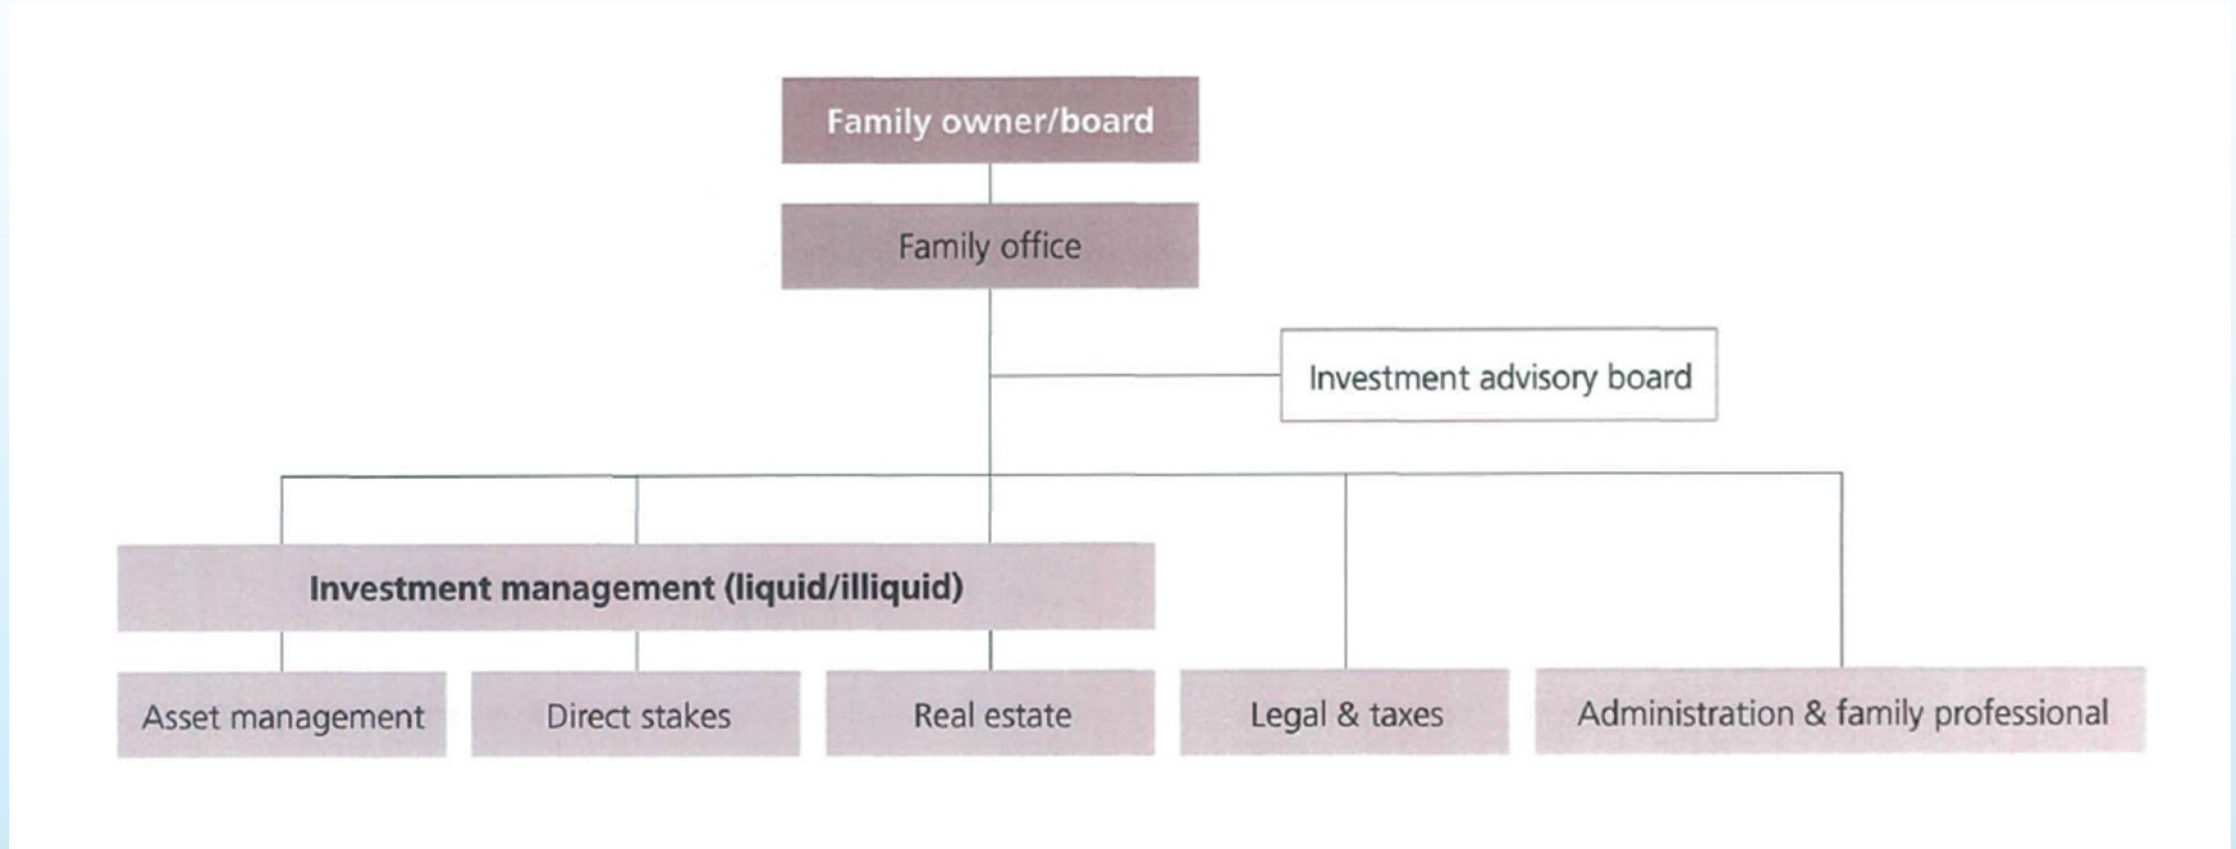 Family owner/board
Family office
Investment advisory board
Investment management (liquid/illiquid)
Asset management
Direct stakes
Real estate
Legal & taxes
Administration & family professional